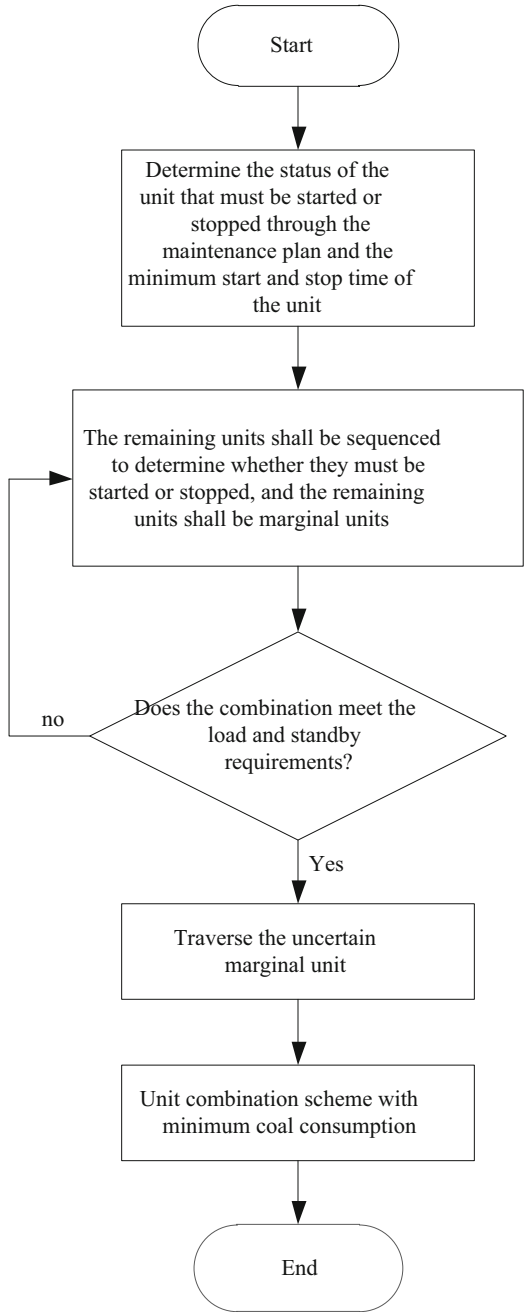 Start
Determine the status of the
unit that must be started or
stopped through the
maintenance plan and the
minimum start and stop time of
the unit
The remaining units shall be sequenced
to determine whether they must be
started or stopped, and the remaining
units shall be marginal units
Does the combination meet the
load and standby
requirements?
no
Yes
Traverse the uncertain
marginal unit
Unit combination scheme with
minimum coal consumption
End